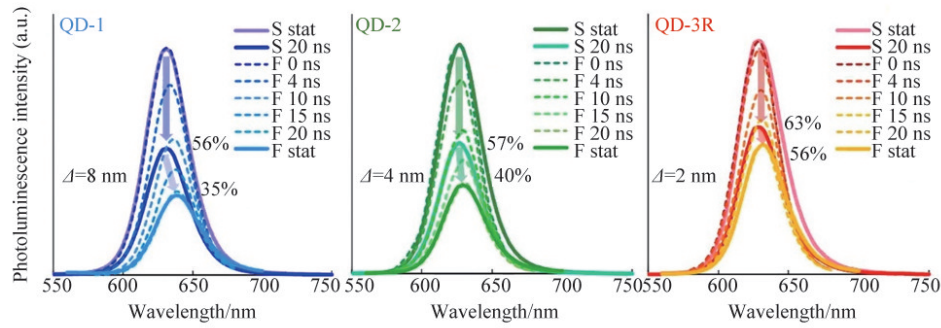 Photoluminescence intensity (a.u.)
QD-1
S stat
S 20 ns
F 0 ns
F 4 ns
F 10 ns
F 15 ns
F 20 ns
F stat
56%
35%
Δ=8 nm
550 600 650 700 750
Wavelength/nm
QD-2
S stat
S 20 ns
F 0 ns
F 4 ns
F 10 ns
F 15 ns
F 20 ns
F stat
57%
40%
Δ=4 nm
550 600 650 700 750
Wavelength/nm
QD-3R
S stat
S 20 ns
F 0 ns
F 4 ns
F 10 ns
F 15 ns
F 20 ns
F stat
63%
56%
Δ=2 nm
550 600 650 700 750
Wavelength/nm